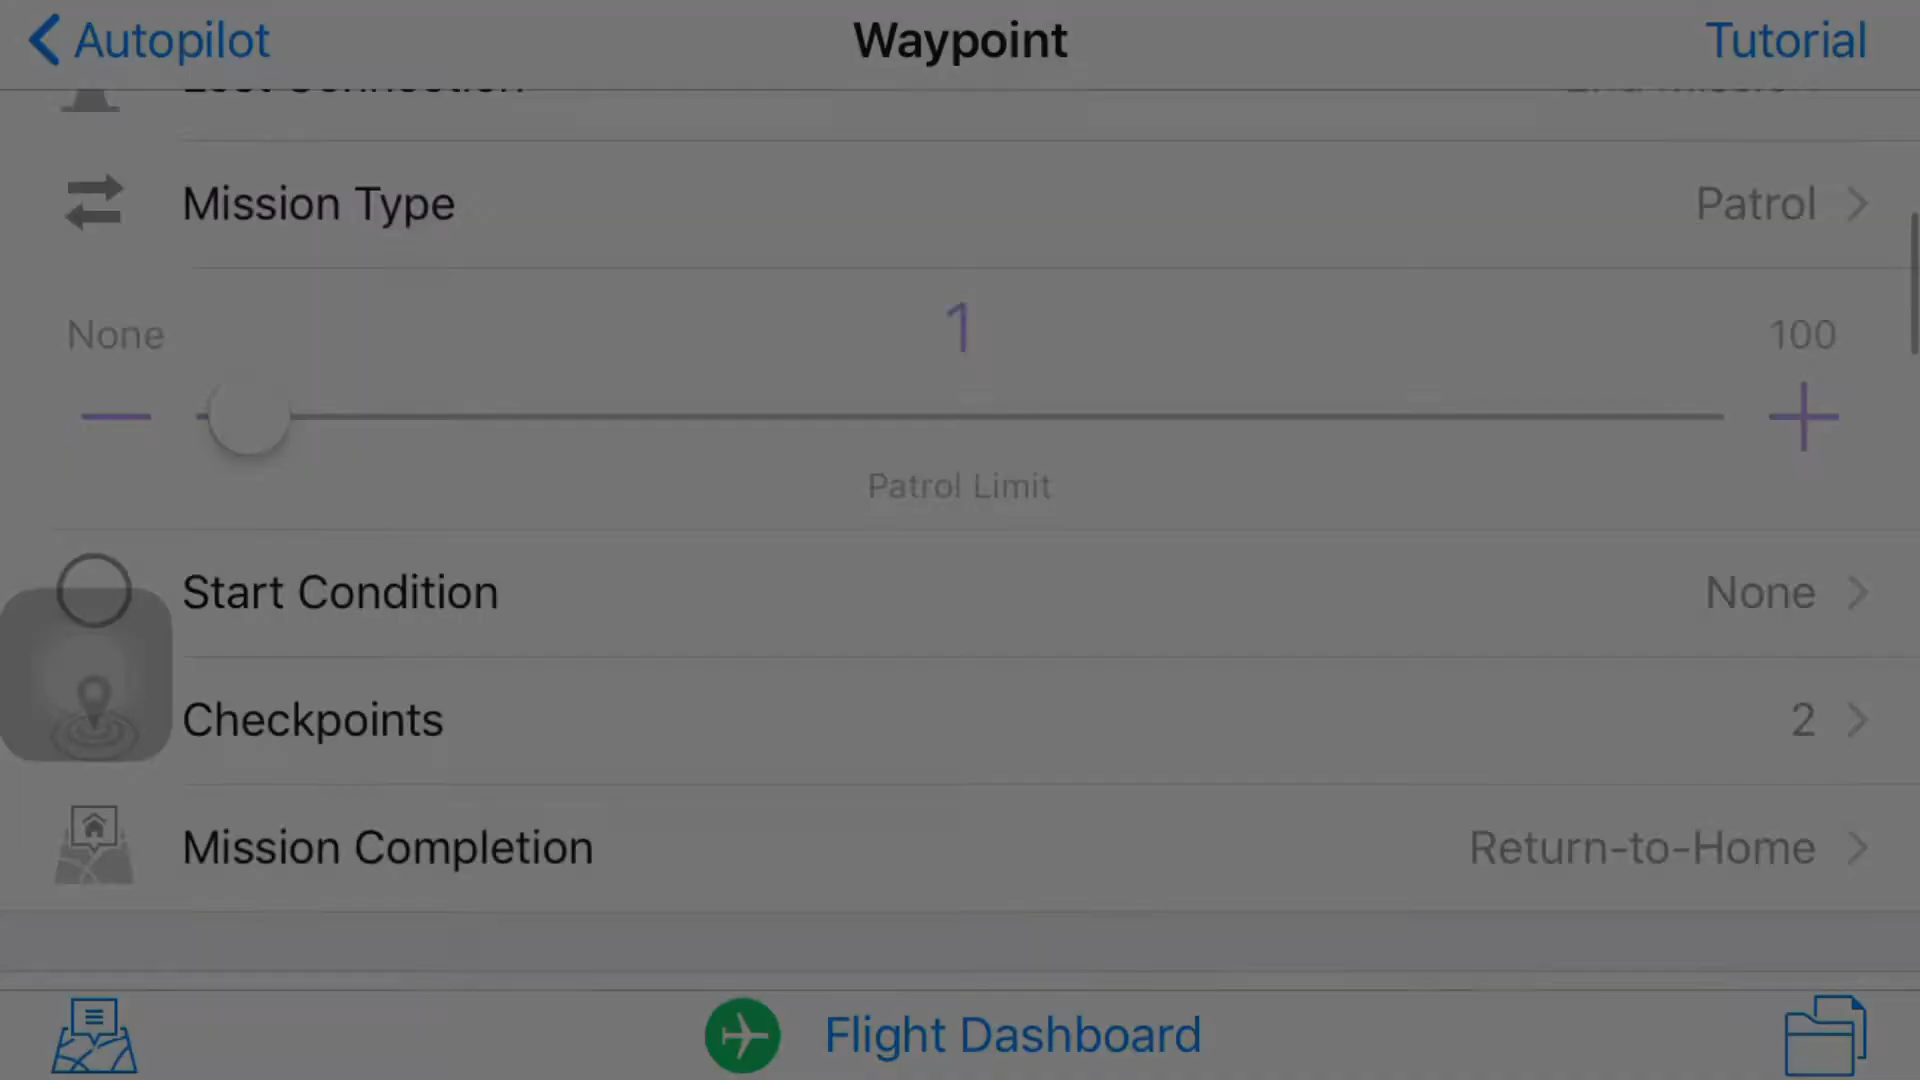 Autopilot
Waypoint
Tutorial
Mission Type
Patrol
None
1
100
Patrol Limit
Start Condition
None
Checkpoints
2
Mission Completion
Return-to-Home
Flight Dashboard